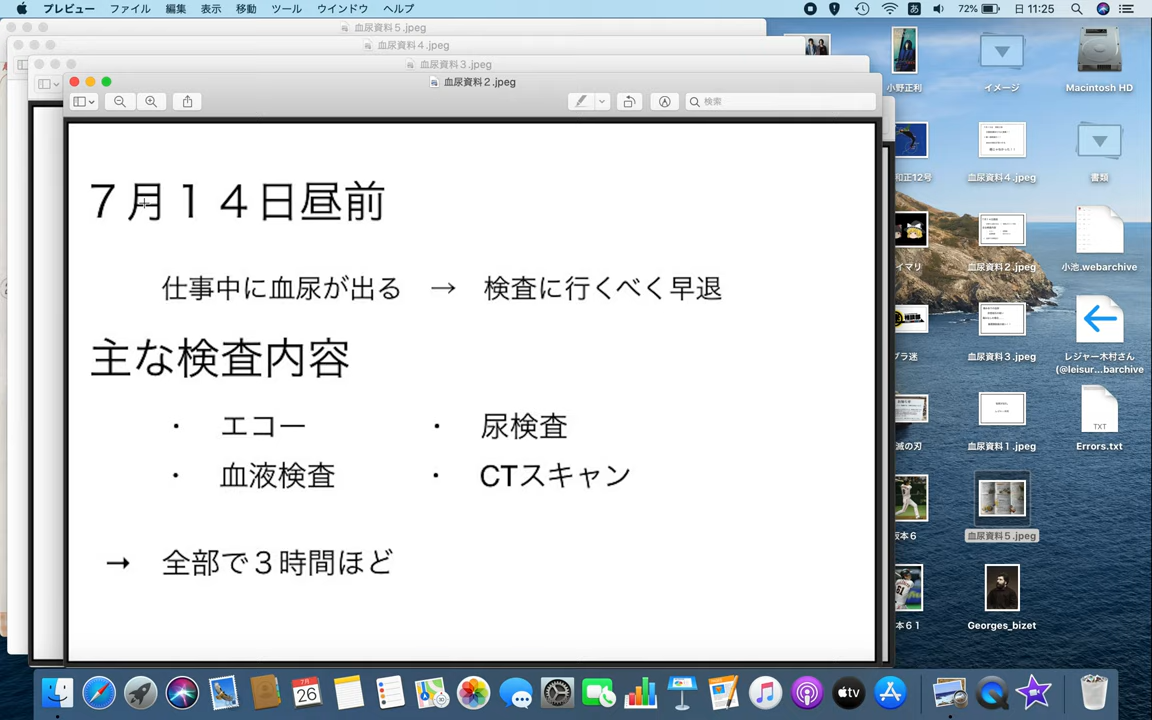 プレビュー ファイル 編集 表示 移動 ツール ウインドウ ヘルプ
72% 日 11:25
血尿資料5.jpeg
血尿資料4.jpeg
血尿資料3.jpeg
血尿資料2.jpeg
検索
7月14日昼前
仕事中に血尿が出る → 検査に行くべく早退
主な検査内容
・ エコー ・ 尿検査
・ 血液検査 ・ CTスキャン
→ 全部で3時間ほど
小野正利 イメージ Macintosh HD
和正12号 血尿資料4.jpeg 書類
イマリ 血尿資料2.jpeg 小池.webarchive
ブラ迷 血尿資料3.jpeg レジャー木村さん
(@leisur...barchive
滅の刃 血尿資料1.jpeg Errors.txt
TXT
坂本6 血尿資料5.jpeg
本61 Georges_bizet
7月
26
tv